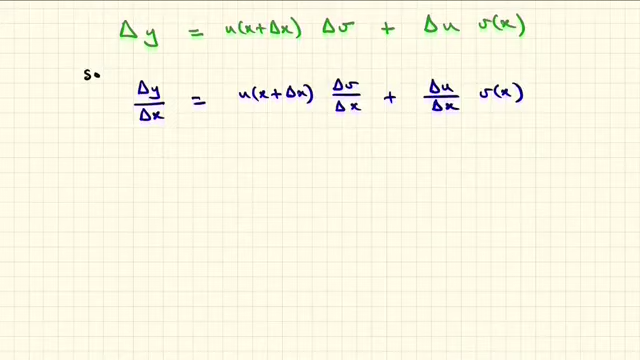 Δy = u(x+Δx) Δv + Δu v(x)
so
Δy/Δx = u(x+Δx) Δv/Δx + Δu/Δx v(x)